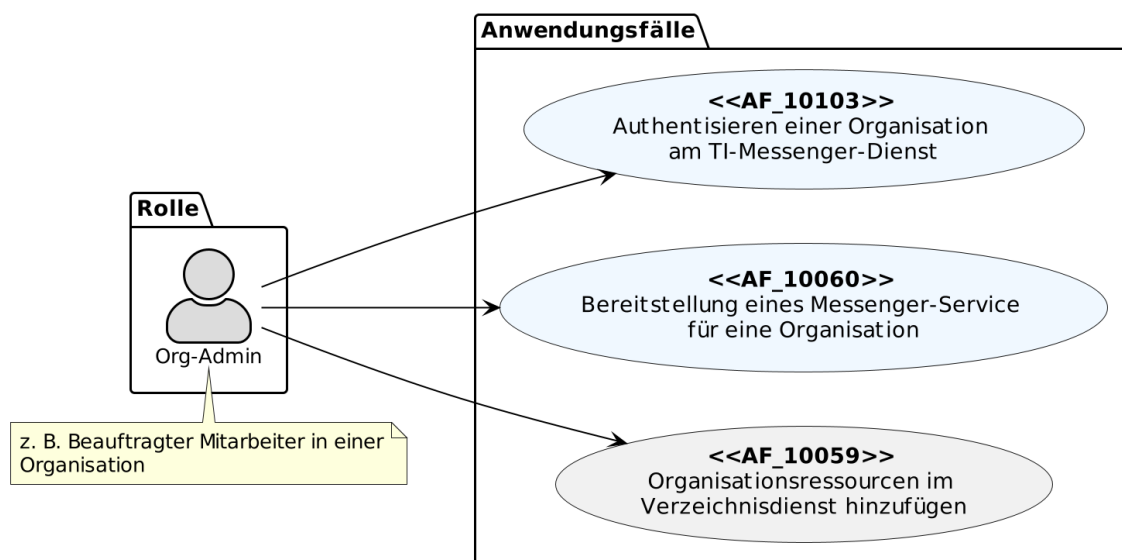 Anwendungsfälle
<<AF_10103>>
Authentisieren einer Organisation
am TI-Messenger-Dienst
Rolle
Org-Admin
<<AF_10060>>
Bereitstellung eines Messenger-Service
für eine Organisation
z. B. Beauftragter Mitarbeiter in einer
Organisation
<<AF_10059>>
Organisationsressourcen im
Verzeichnisdienst hinzufügen